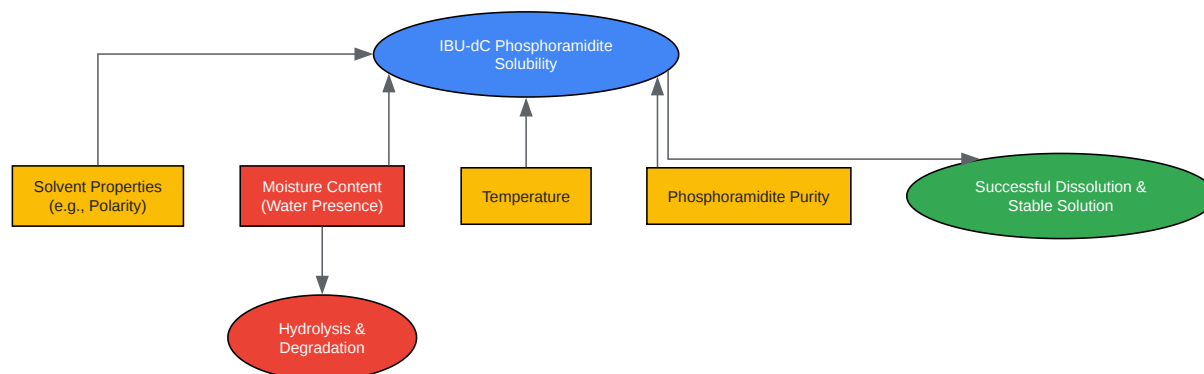 IBU-dC Phosphoramidite
Solubility
Solvent Properties
(e.g., Polarity)
Moisture Content
(Water Presence)
Temperature
Phosphoramidite Purity
Successful Dissolution &
Stable Solution
Hydrolysis &
Degradation